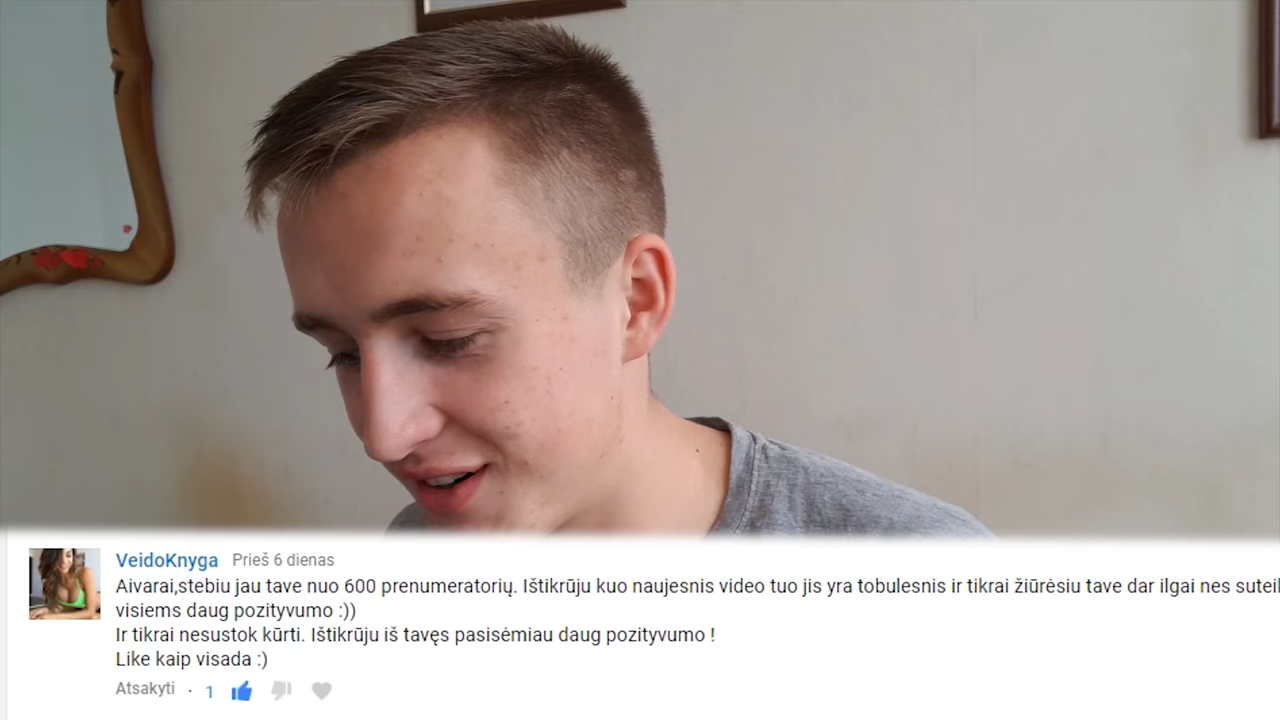 VeidoKnyga Prieš 6 dienas
Aivarai,stebiu jau tave nuo 600 prenumeratorių. Ištikrūju kuo naujesnis video tuo jis yra tobulesnis ir tikrai žiūrėsiu tave dar ilgai nes
visiems daug pozityvumo :))
Ir tikrai nesustok kūrti. Ištikrūju iš tavęs pasisėmiau daug pozityvumo !
Like kaip visada :)
Atsakyti · 1